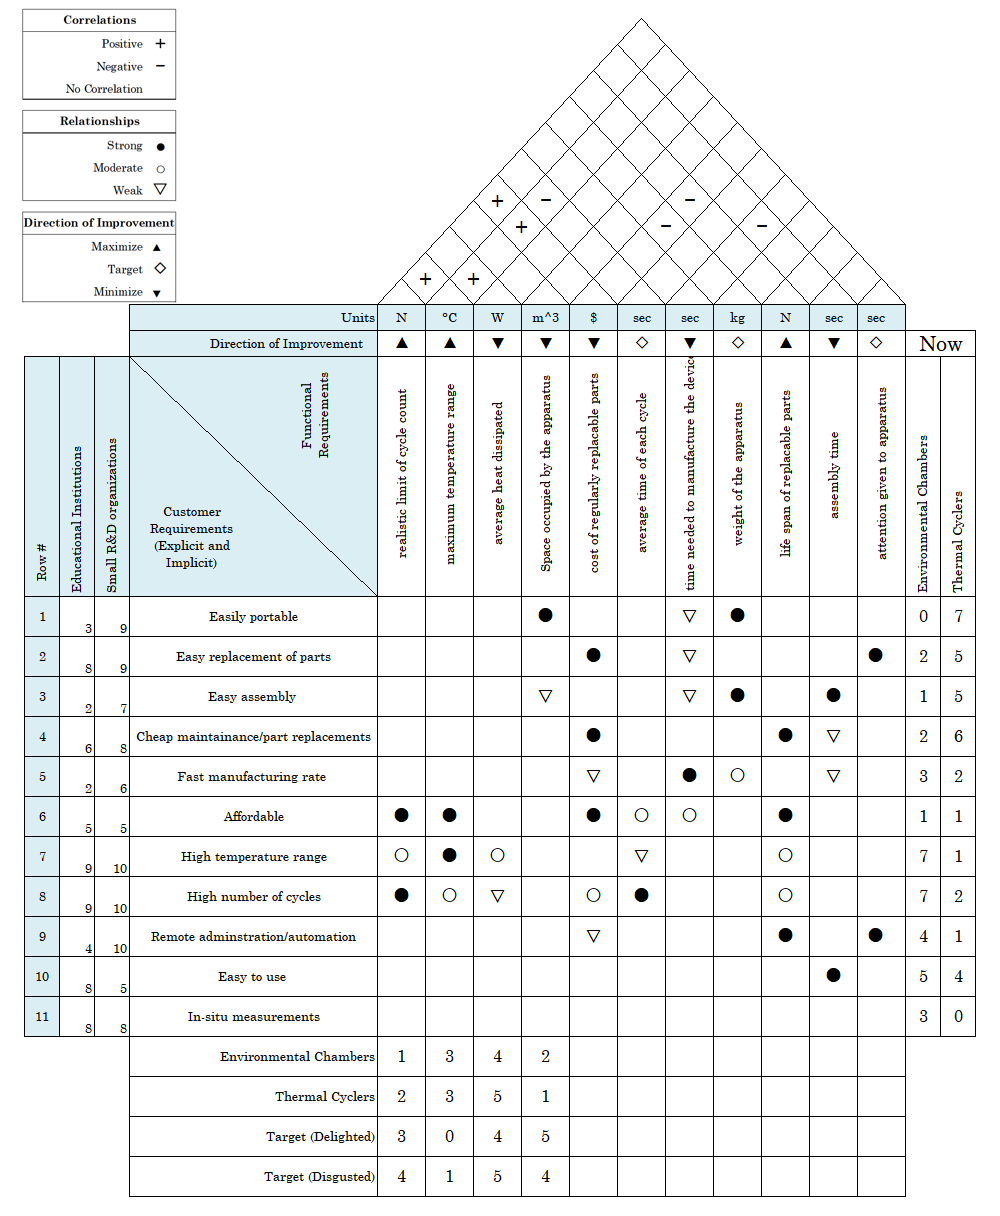 Correlations
Positive +
Negative −
No Correlation
Relationships
Strong ●
Moderate ○
Weak ▽
Direction of Improvement
Maximize ▲
Target ◇
Minimize ▼
+ − −
+ − −
+ +
Units N °C W m^3 $ sec sec kg N sec sec
Direction of Improvement ▲ ▲ ▼ ▼ ▼ ◇ ▼ ◇ ▲ ▼ ◇ Now
Row #
Educational Institutions
Small R&D organizations
Functional
Requirements
Customer
Requirements
(Explicit and
Implicit)
realistic limit of cycle count
maximum temperature range
average heat dissipated
Space occupied by the apparatus
cost of regularly replacable parts
average time of each cycle
time needed to manufacture the device
weight of the apparatus
life span of replacable parts
assembly time
attention given to apparatus
Environmental Chambers
Thermal Cyclers
1 3 9 Easily portable ● ▽ ● 0 7
2 8 9 Easy replacement of parts ● ▽ ● 2 5
3 2 7 Easy assembly ▽ ▽ ● ● 1 5
4 6 8 Cheap maintainance/part replacements ● ● ▽ 2 6
5 2 6 Fast manufacturing rate ▽ ● ○ ▽ 3 2
6 5 5 Affordable ● ● ● ○ ○ ● 1 1
7 9 10 High temperature range ○ ● ○ ▽ ○ 7 1
8 9 10 High number of cycles ● ○ ▽ ○ ● ○ 7 2
9 4 10 Remote adminstration/automation ▽ ● ● 4 1
10 8 5 Easy to use ● 5 4
11 8 8 In-situ measurements 3 0
Environmental Chambers 1 3 4 2
Thermal Cyclers 2 3 5 1
Target (Delighted) 3 0 4 5
Target (Disgusted) 4 1 5 4